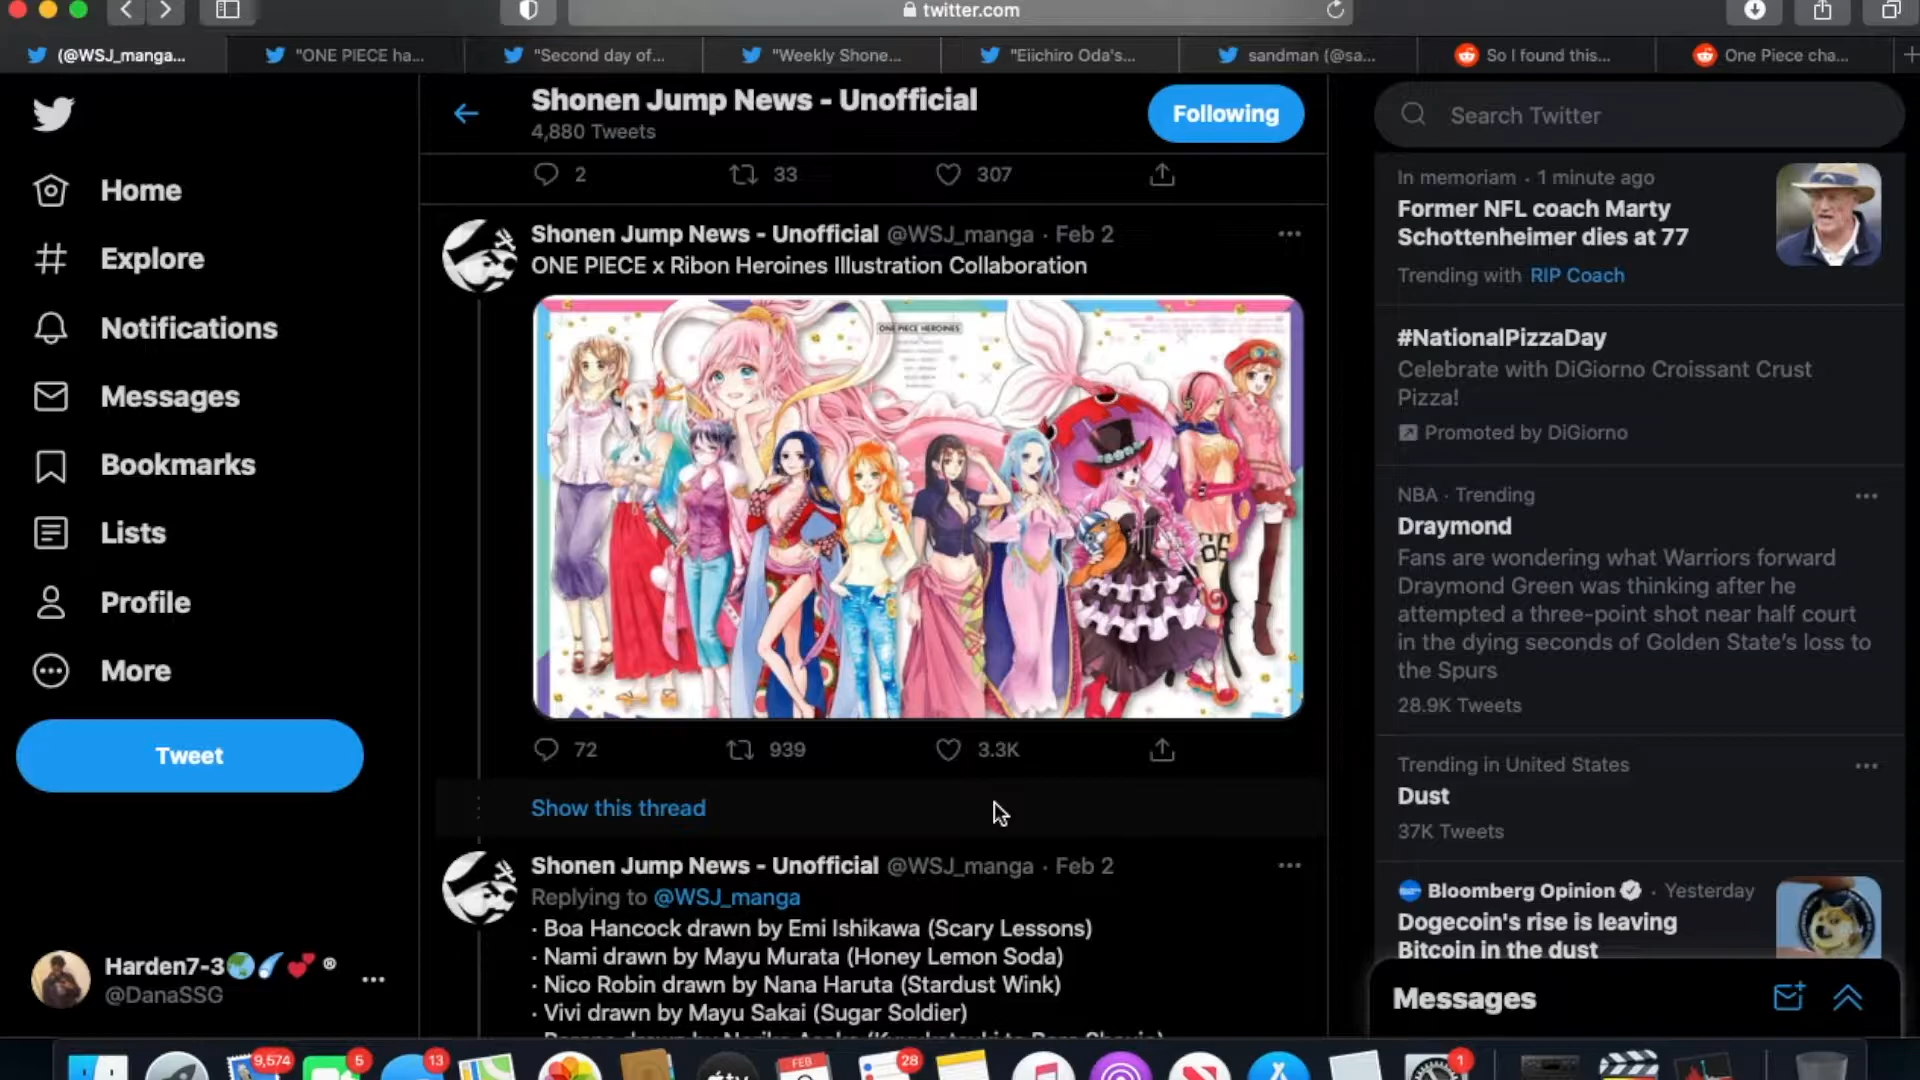 twitter.com
(@WSJ_manga...
"ONE PIECE ha...
"Second day of...
"Weekly Shone...
"Eiichiro Oda's...
sandman (@sa...
So I found this...
One Piece cha...
Home
Explore
Notifications
Messages
Bookmarks
Lists
Profile
More
Tweet
Harden7-3 ®
@DanaSSG
Shonen Jump News - Unofficial
4,880 Tweets
Following
2 33 307
Shonen Jump News - Unofficial @WSJ_manga · Feb 2
ONE PIECE x Ribon Heroines Illustration Collaboration
ONE PIECE HEROINES
66
72 939 3.3K
Show this thread
Shonen Jump News - Unofficial @WSJ_manga · Feb 2
Replying to @WSJ_manga
· Boa Hancock drawn by Emi Ishikawa (Scary Lessons)
· Nami drawn by Mayu Murata (Honey Lemon Soda)
· Nico Robin drawn by Nana Haruta (Stardust Wink)
· Vivi drawn by Mayu Sakai (Sugar Soldier)
Search Twitter
In memoriam · 1 minute ago
Former NFL coach Marty
Schottenheimer dies at 77
Trending with RIP Coach
#NationalPizzaDay
Celebrate with DiGiorno Croissant Crust
Pizza!
Promoted by DiGiorno
NBA · Trending
Draymond
Fans are wondering what Warriors forward
Draymond Green was thinking after he
attempted a three-point shot near half court
in the dying seconds of Golden State's loss to
the Spurs
28.9K Tweets
Trending in United States
Dust
37K Tweets
Bloomberg Opinion · Yesterday
Dogecoin's rise is leaving
Bitcoin in the dust
Messages
9,574
5
13
FEB
28
1